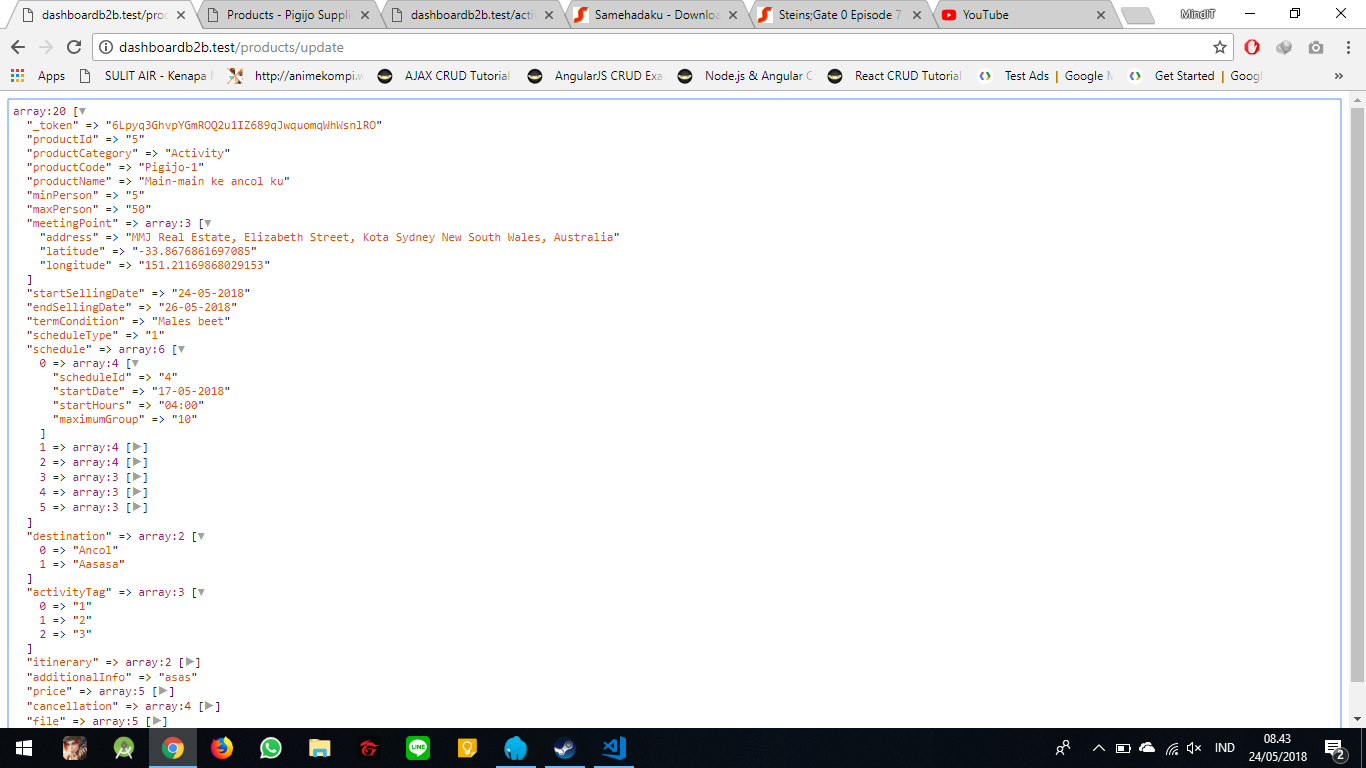 dashboardb2b.test/prod
Products - Pigijo Suppli
dashboardb2b.test/acti
Samehadaku - Downloa
Steins;Gate 0 Episode 7
YouTube
MindIT
dashboardb2b.test/products/update
Apps
SULIT AIR - Kenapa
http://animekompi.w
AJAX CRUD Tutorial
AngularJS CRUD Exa
Node.js & Angular C
React CRUD Tutorial
Test Ads | Google M
Get Started | Googl
»
array:20 [▼
"_token" => "6Lpyq3GhvpYGmROQ2u1IZ689qJwquomqWhWsnlRO"
"productId" => "5"
"productCategory" => "Activity"
"productCode" => "Pigijo-1"
"productName" => "Main-main ke ancol ku"
"minPerson" => "5"
"maxPerson" => "50"
"meetingPoint" => array:3 [▼
"address" => "MMJ Real Estate, Elizabeth Street, Kota Sydney New South Wales, Australia"
"latitude" => "-33.8676861697085"
"longitude" => "151.21169868029153"
]
"startSellingDate" => "24-05-2018"
"endSellingDate" => "26-05-2018"
"termCondition" => "Males beet"
"scheduleType" => "1"
"schedule" => array:6 [▼
0 => array:4 [▼
"scheduleId" => "4"
"startDate" => "17-05-2018"
"startHours" => "04:00"
"maximumGroup" => "10"
]
1 => array:4 [▶]
2 => array:4 [▶]
3 => array:3 [▶]
4 => array:3 [▶]
5 => array:3 [▶]
]
"destination" => array:2 [▼
0 => "Ancol"
1 => "Aasasa"
]
"activityTag" => array:3 [▼
0 => "1"
1 => "2"
2 => "3"
]
"itinerary" => array:2 [▶]
"additionalInfo" => "asas"
"price" => array:5 [▶]
"cancellation" => array:4 [▶]
"file" => array:5 [▶]
LINE
IND
08.43
24/05/2018
2